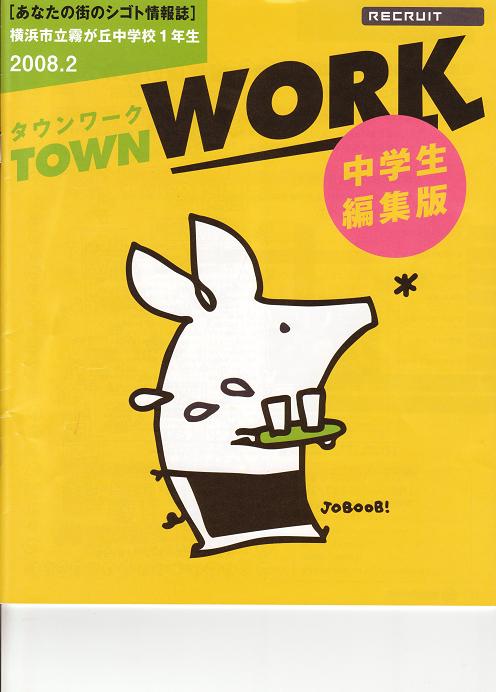 [あなたの街のシゴト情報誌]
RECRUIT
横浜市立霧が丘中学校1年生
2008.2
タウンワーク
TOWN WORK
中学生
編集版
*
JOBOOB!